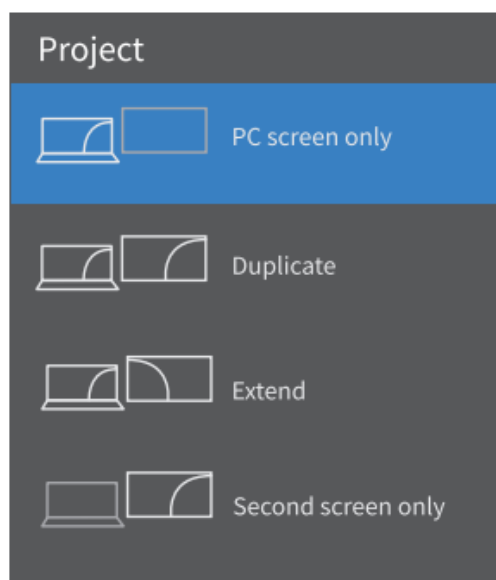 Project
PC screen only
Duplicate
Extend
Second screen only